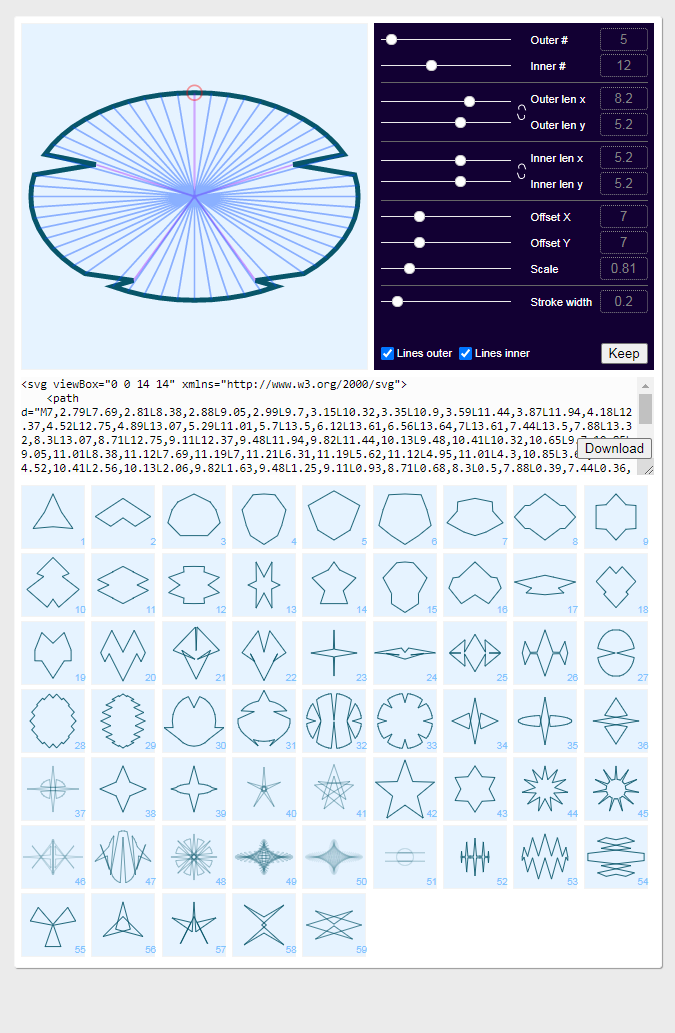 Outer # 5
Inner # 12
Outer len x 8.2
Outer len y 5.2
Inner len x 5.2
Inner len y 5.2
Offset X 7
Offset Y 7
Scale 0.81
Stroke width 0.2
Lines outer Lines inner Keep
<svg viewBox="0 0 14 14" xmlns="http://www.w3.org/2000/svg">
<path
d="M7,2.79L7.69,2.81L8.38,2.88L9.05,2.99L9.7,3.15L10.32,3.35L10.9,3.59L11.44,3.87L11.94,4.18L12
.37,4.52L12.75,4.89L13.07,5.29L11.01,5.7L13.5,6.12L13.61,6.56L13.64,7L13.61,7.44L13.5,7.88L13.3
2,8.3L13.07,8.71L12.75,9.11L12.37,9.48L11.94,9.82L11.44,10.13L9.48,10.41L10.32,10.65L9
9.05,11.01L8.38,11.12L7.69,11.19L7,11.21L6.31,11.19L5.62,11.12L4.95,11.01L4.3,10.85L3.6
4.52,10.41L2.56,10.13L2.06,9.82L1.63,9.48L1.25,9.11L0.93,8.71L0.68,8.3L0.5,7.88L0.39,7.44L0.36,
Download
1 2 3 4 5 6 7 8 9
10 11 12 13 14 15 16 17 18
19 20 21 22 23 24 25 26 27
28 29 30 31 32 33 34 35 36
37 38 39 40 41 42 43 44 45
46 47 48 49 50 51 52 53 54
55 56 57 58 59